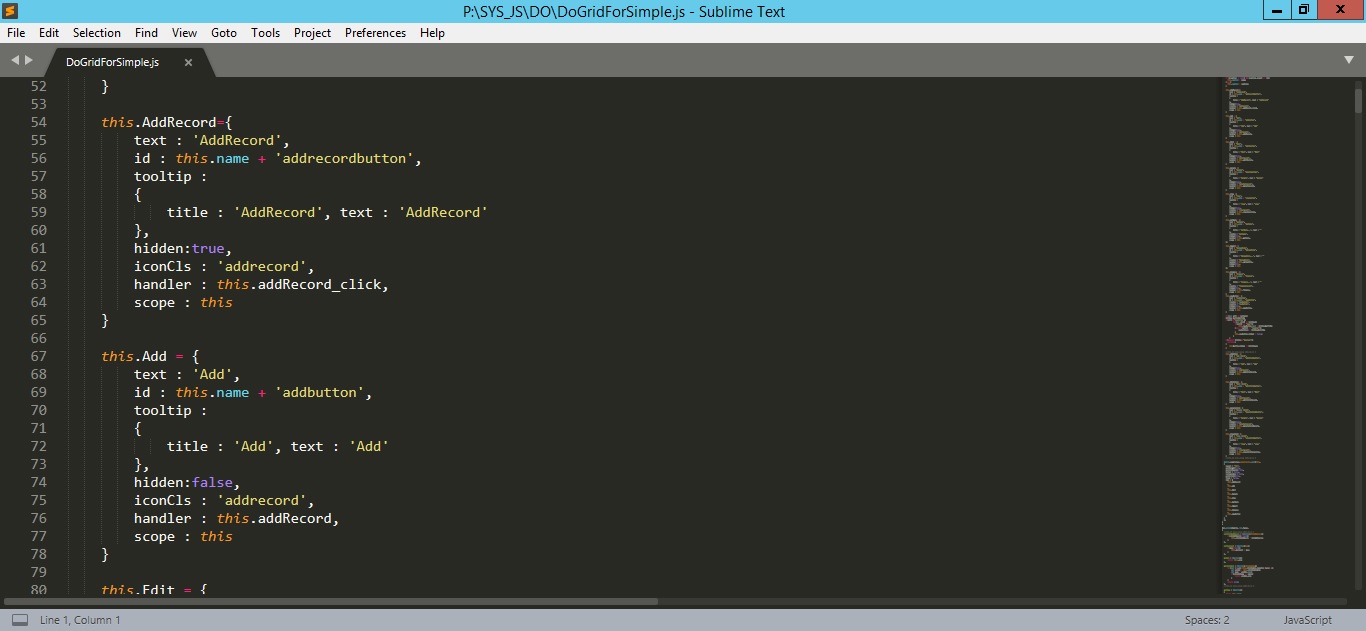 P:\SYS_JS\DO\DoGridForSimple.js - Sublime Text
File Edit Selection Find View Goto Tools Project Preferences Help
DoGridForSimple.js
52 }
53
54 this.AddRecord={
55 text : 'AddRecord',
56 id : this.name + 'addrecordbutton',
57 tooltip :
58 {
59 title : 'AddRecord', text : 'AddRecord'
60 },
61 hidden:true,
62 iconCls : 'addrecord',
63 handler : this.addRecord_click,
64 scope : this
65 }
66
67 this.Add = {
68 text : 'Add',
69 id : this.name + 'addbutton',
70 tooltip :
71 {
72 title : 'Add', text : 'Add'
73 },
74 hidden:false,
75 iconCls : 'addrecord',
76 handler : this.addRecord,
77 scope : this
78 }
79
80 this.Edit = {
Line 1, Column 1 Spaces: 2 JavaScript